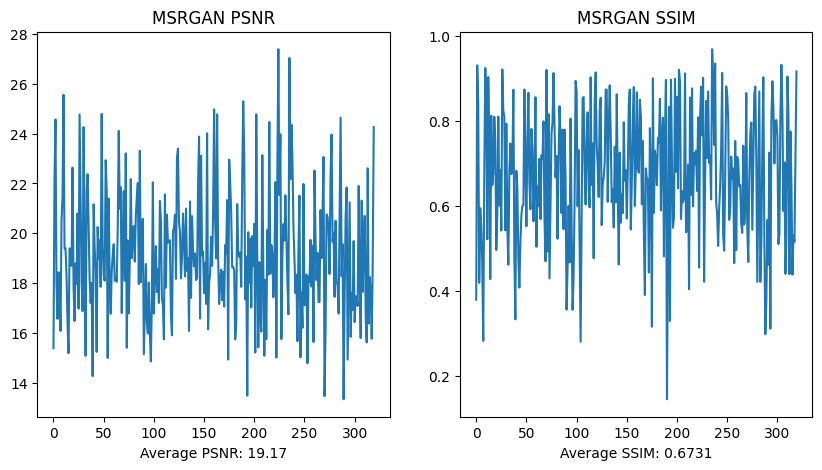 MSRGAN PSNR
28
26
24
22
20
18
16
14
0 50 100 150 200 250 300
Average PSNR: 19.17
MSRGAN SSIM
1.0
0.8
0.6
0.4
0.2
0 50 100 150 200 250 300
Average SSIM: 0.6731